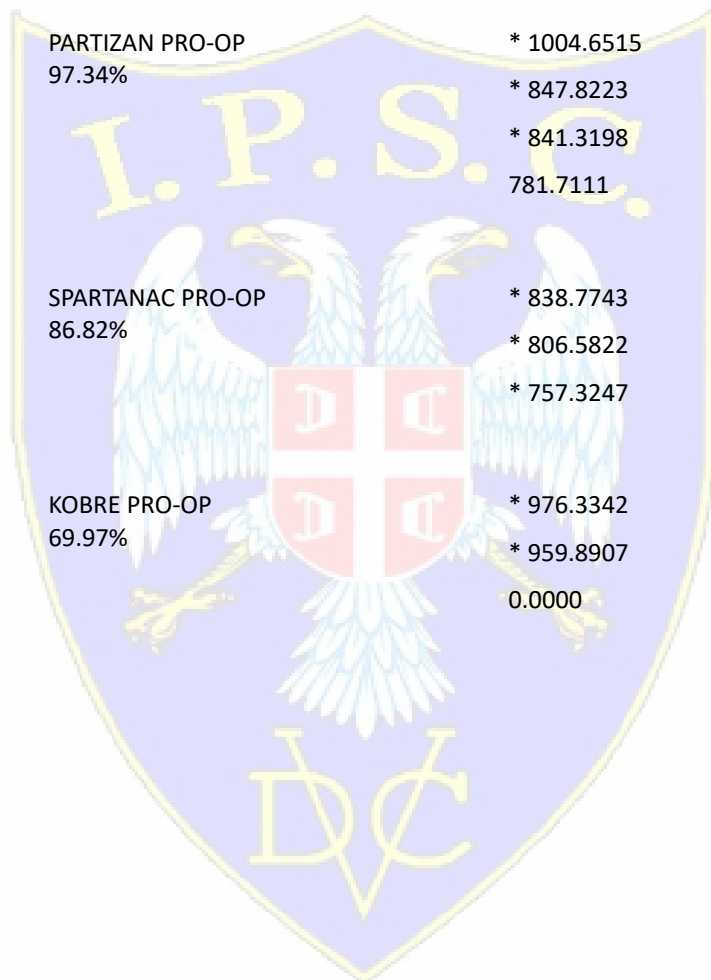 PARTIZAN PRO-OP * 1004.6515
97.34%
* 847.8223
* 841.3198
781.7111
I. P. S. C.
SPARTANAC PRO-OP * 838.7743
86.82%
* 806.5822
* 757.3247
KOBRE PRO-OP * 976.3342
69.97%
* 959.8907
0.0000
DVC